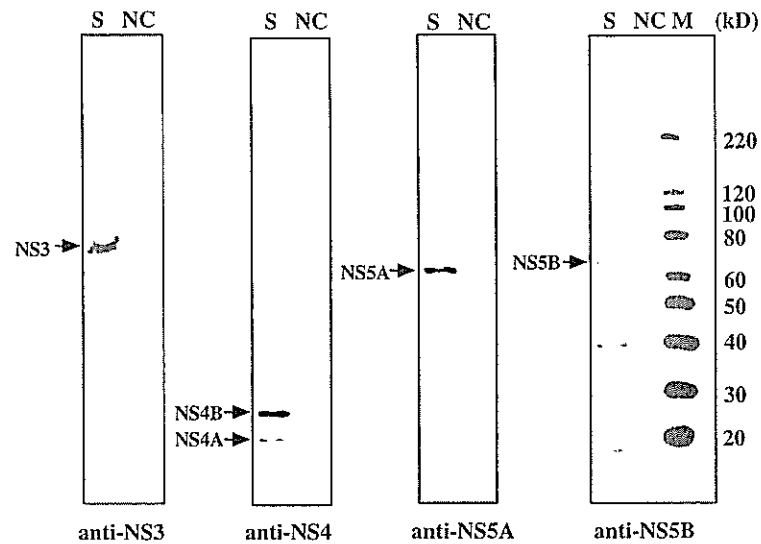 S NC
S NC
S NC
S NC M (kD)
220
120
100
80
60
50
40
30
20
NS3
NS4B
NS4A
NS5A
NS5B
anti-NS3
anti-NS4
anti-NS5A
anti-NS5B